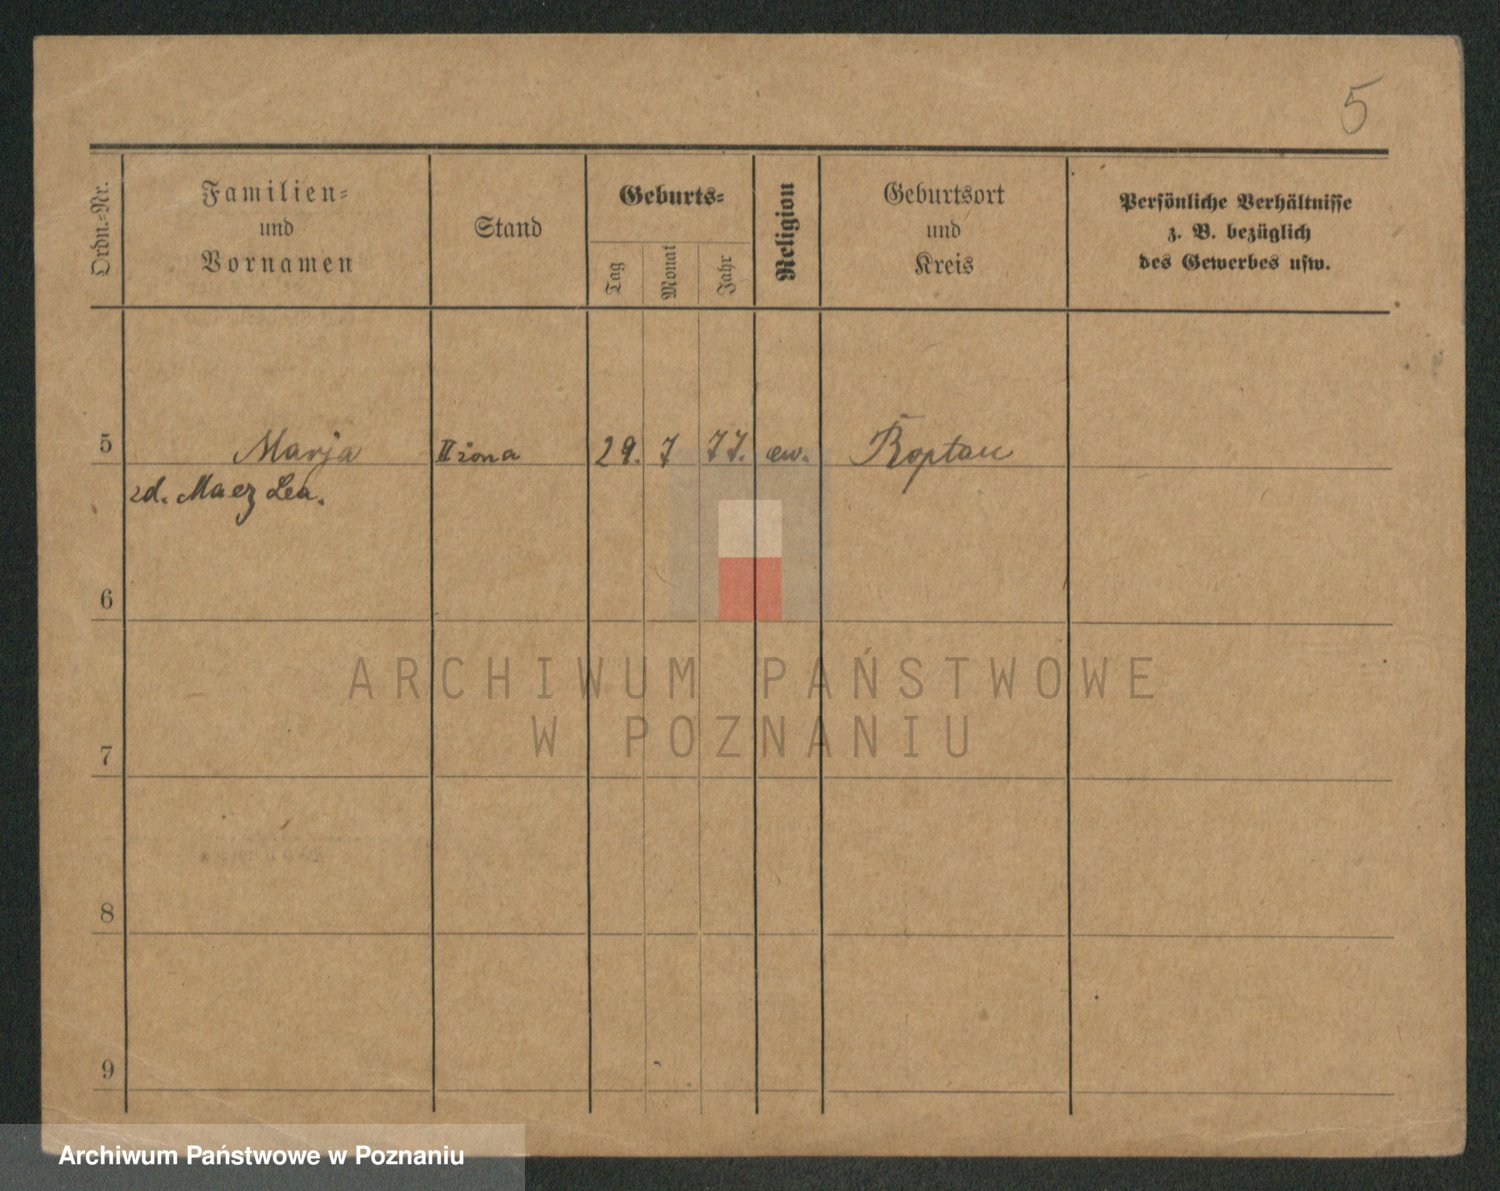 5
Ordn.-Nr.
Familien-
und
Vornamen
Stand
Geburts-
Tag
Monat
Jahr
Religion
Geburtsort
und
Kreis
Persönliche Verhältnisse
z. B. bezüglich
des Gewerbes usw.
5 Marja II żona 29. 7 77. ew.
zd.
6
ARCHIWUM PAŃSTWOWE
W POZNANIU
7
8
9
Archiwum Państwowe w Poznaniu